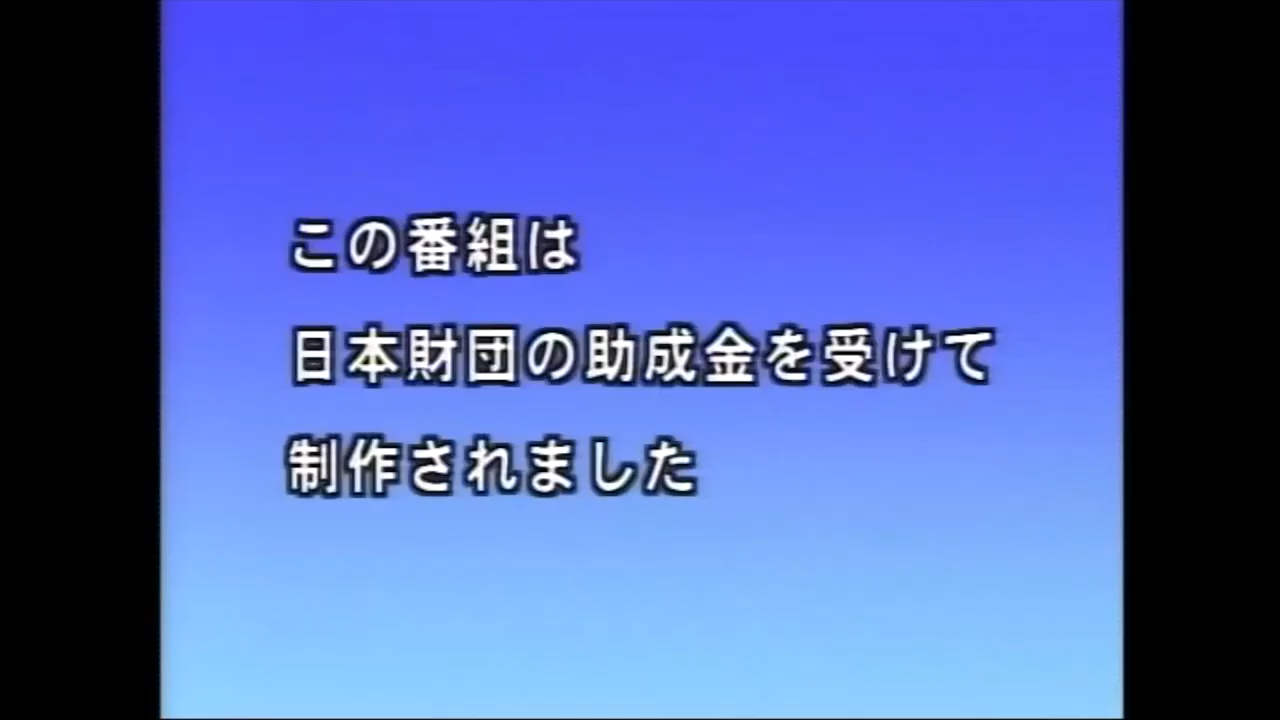 この番組は
日本財団の助成金を受けて
制作されました